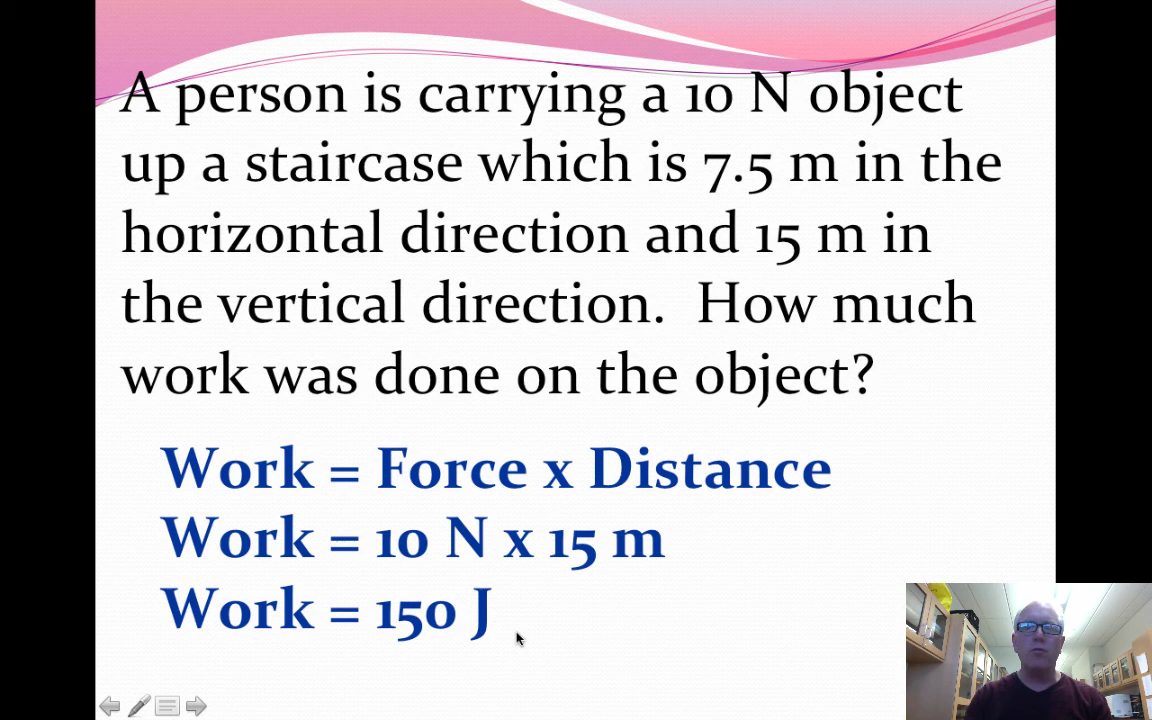 A person is carrying a 10 N object
up a staircase which is 7.5 m in the
horizontal direction and 15 m in
the vertical direction.  How much
work was done on the object?
Work = Force x Distance
Work = 10 N x 15 m
Work = 150 J